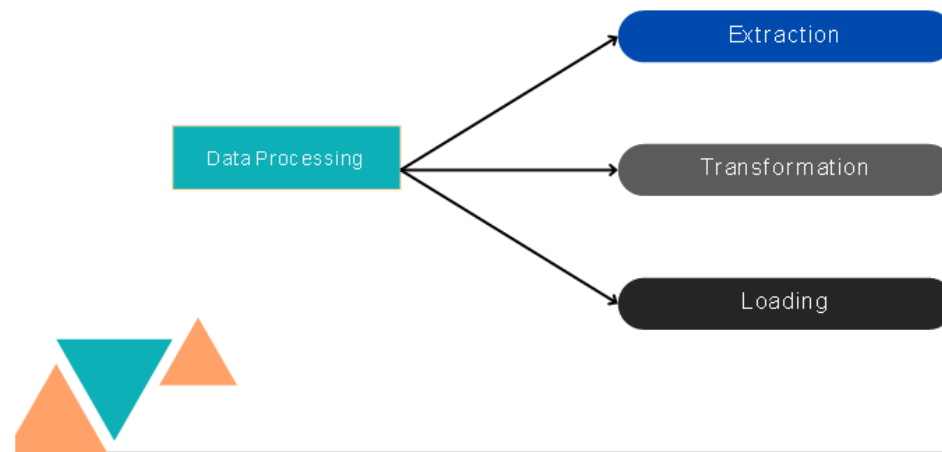 Extraction
Data Processing
Transformation
Loading